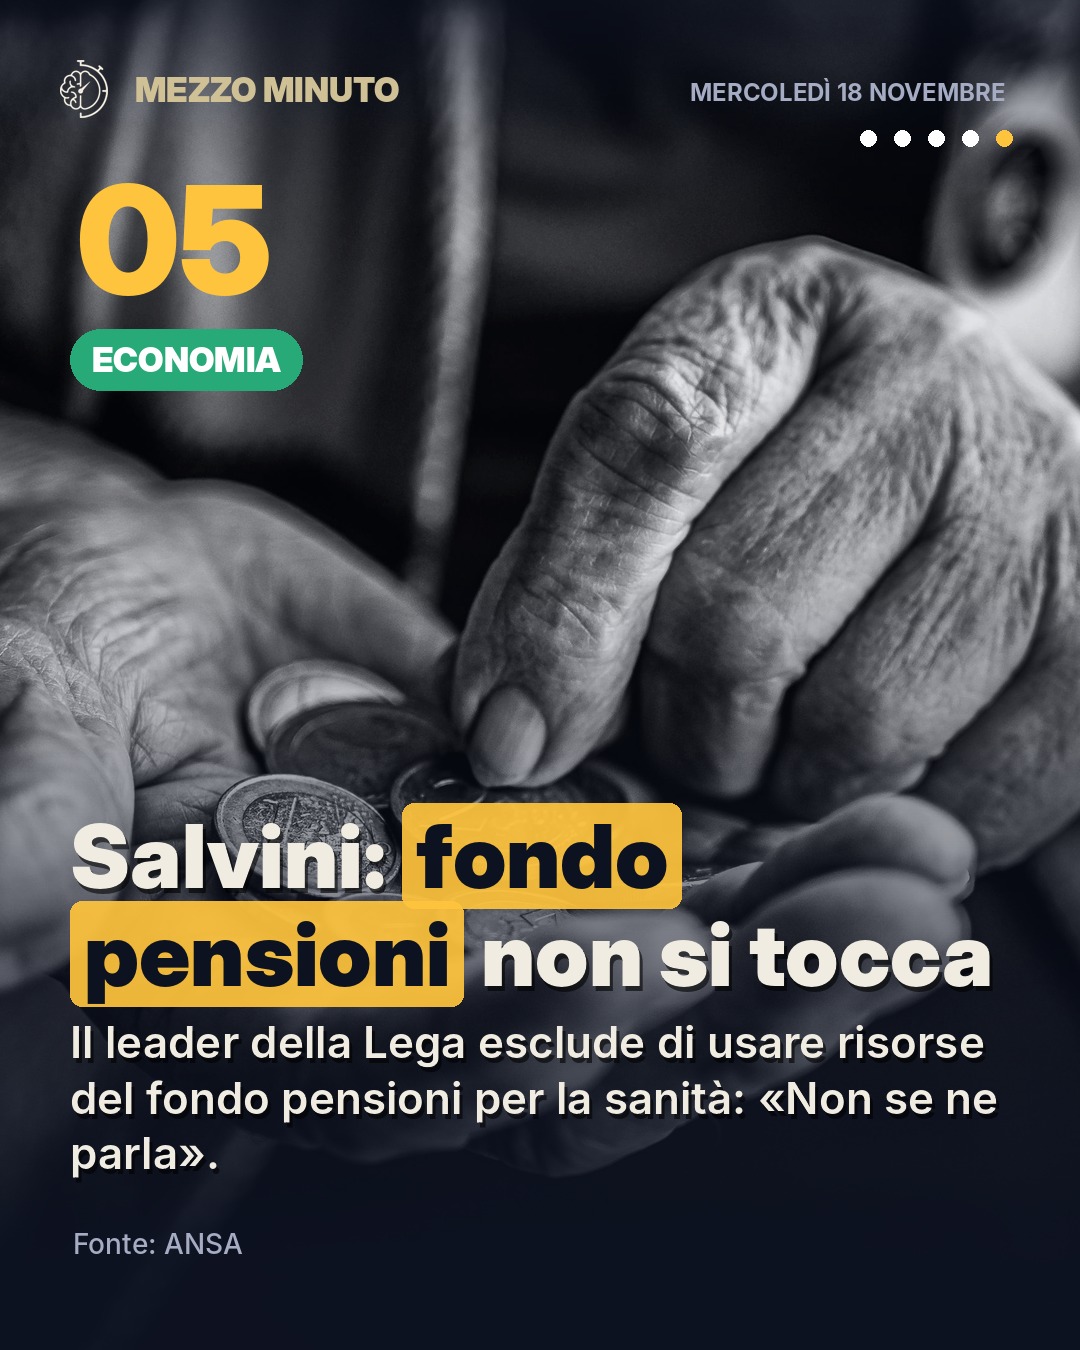 MEZZO MINUTO
MERCOLEDÌ 18 NOVEMBRE
05
ECONOMIA
Salvini: fondo
pensioni non si tocca
Il leader della Lega esclude di usare risorse
del fondo pensioni per la sanità: «Non se ne
parla».
Fonte: ANSA